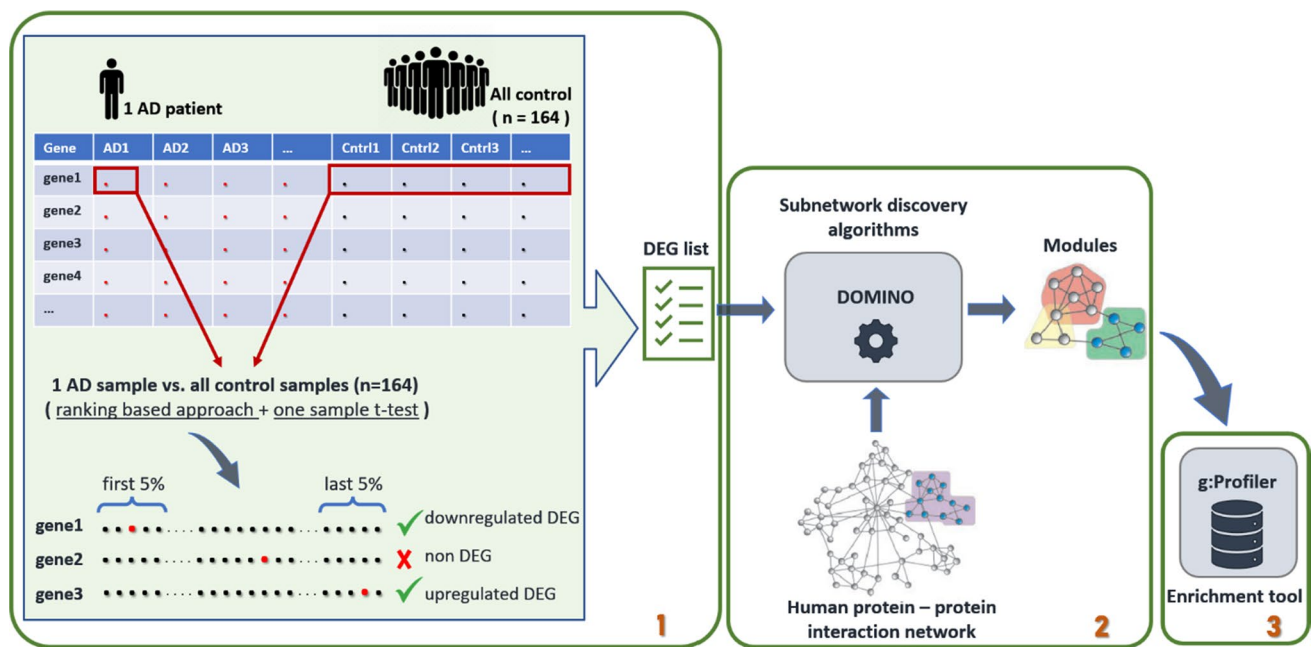 1 AD patient
All control
( n = 164)
Gene AD1 AD2 AD3 ... Cntrl1 Cntrl2 Cntrl3 ...
gene1
gene2
gene3
gene4
...
1 AD sample vs. all control samples (n=164)
( ranking based approach + one sample t-test )
first 5% last 5%
gene1 downregulated DEG
gene2 non DEG
gene3 upregulated DEG
1
DEG list
Subnetwork discovery
algorithms
DOMINO
Modules
Human protein – protein
interaction network
2
g:Profiler
Enrichment tool
3